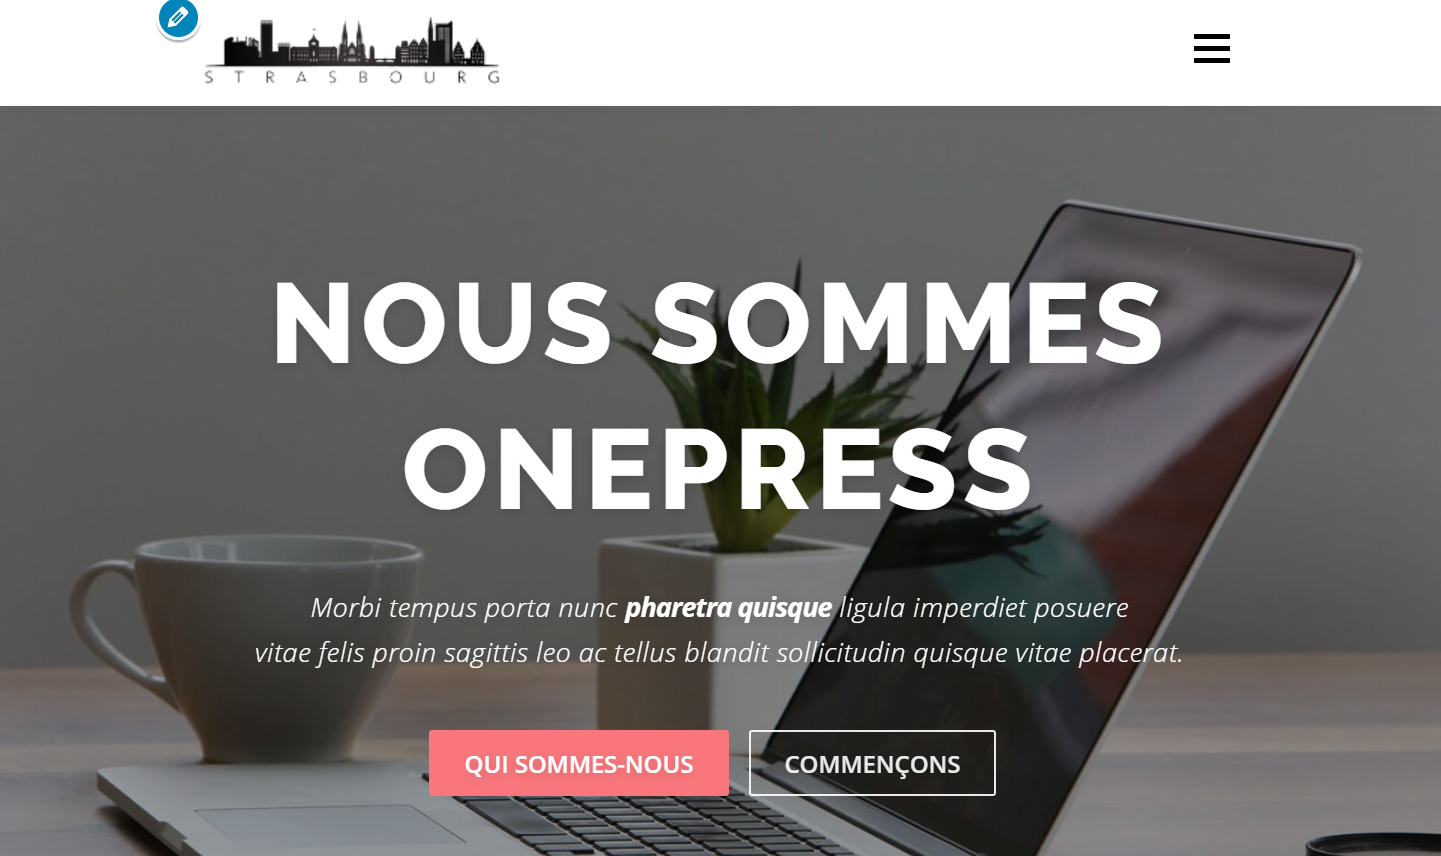 STRASBOURG
NOUS SOMMES
ONEPRESS
Morbi tempus porta nunc pharetra quisque ligula imperdiet posuere
vitae felis proin sagittis leo ac tellus blandit sollicitudin quisque vitae placerat.
QUI SOMMES-NOUS
COMMENÇONS